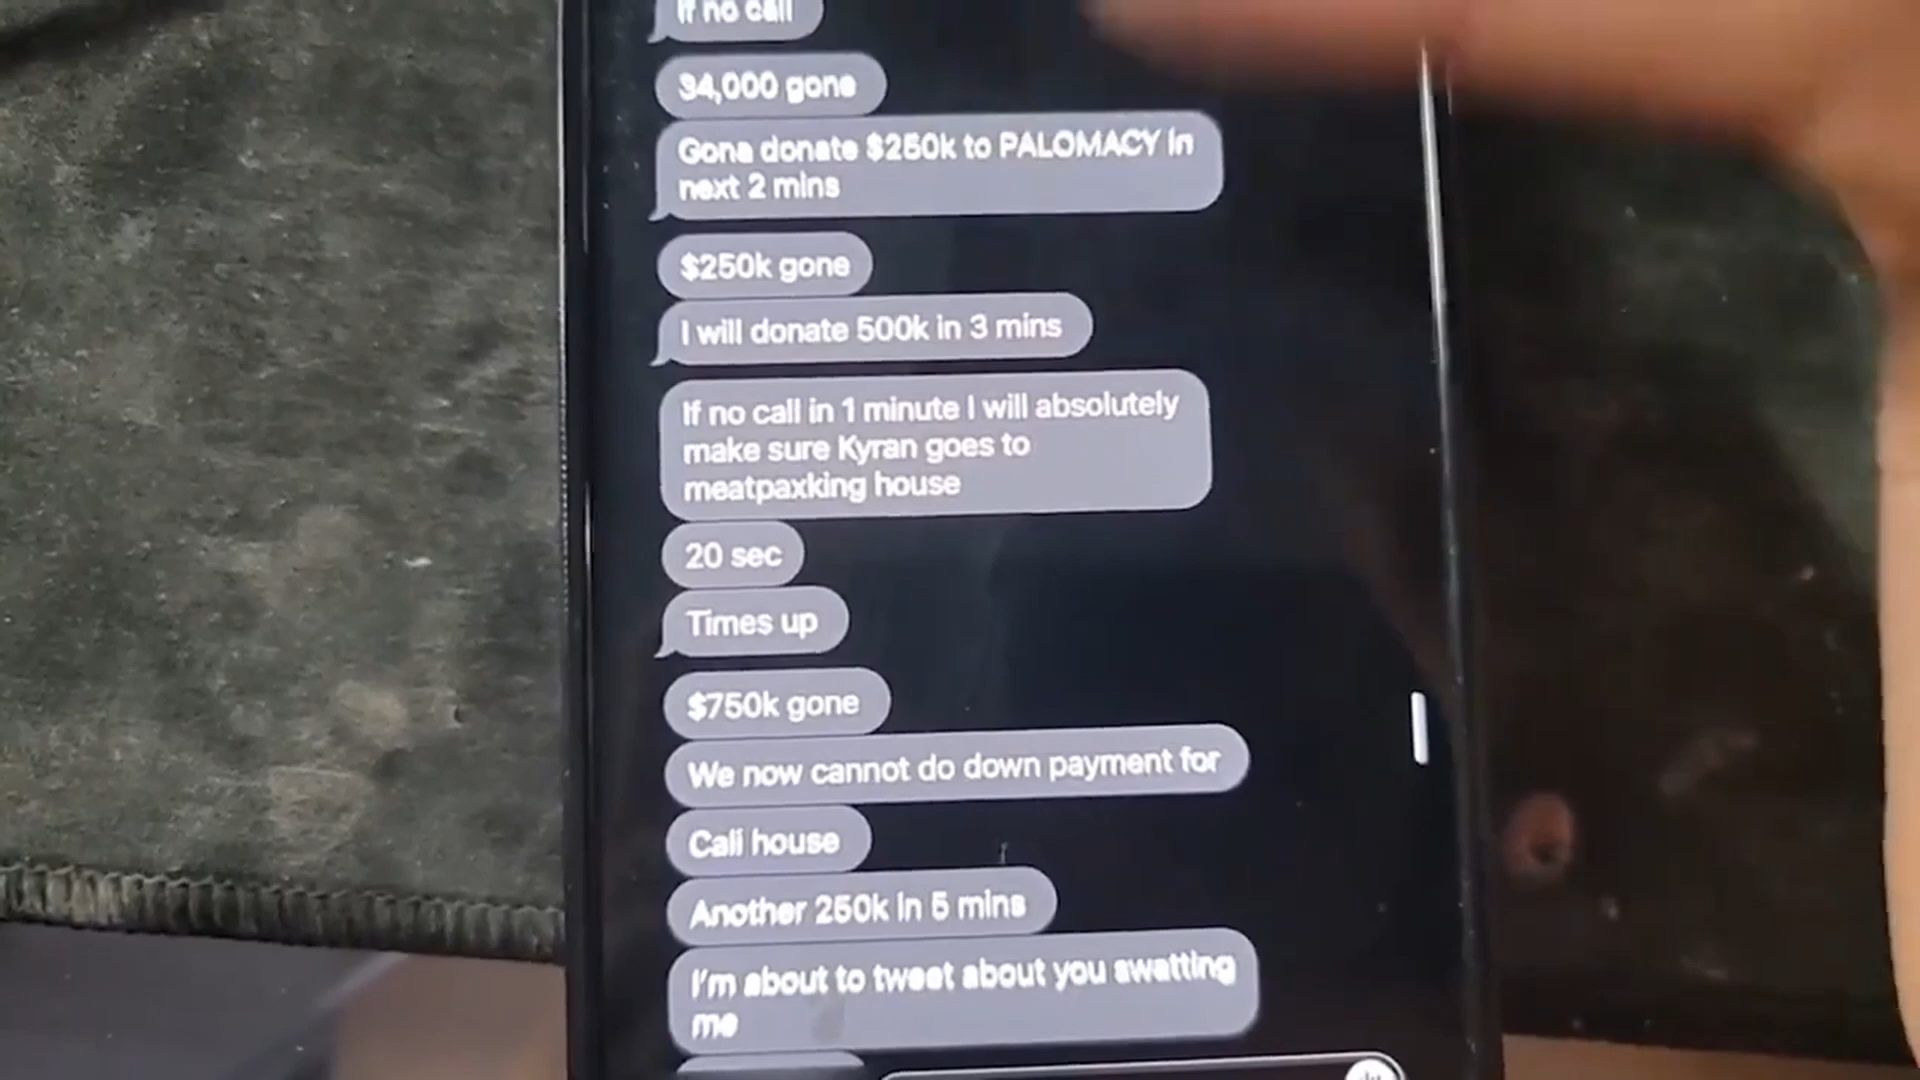 If no call
34,000 gone
Gona donate $250k to PALOMACY in
next 2 mins
$250k gone
I will donate 500k in 3 mins
If no call in 1 minute I will absolutely
make sure Kyran goes to
meatpaxking house
20 sec
Times up
$750k gone
We now cannot do down payment for
Cali house
Another 250k in 5 mins
I'm about to tweet about you swatting
me